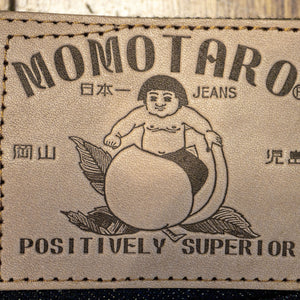 MOMOTARO®
日本一 JEANS
岡山 児島
POSITIVELY SUPERIOR